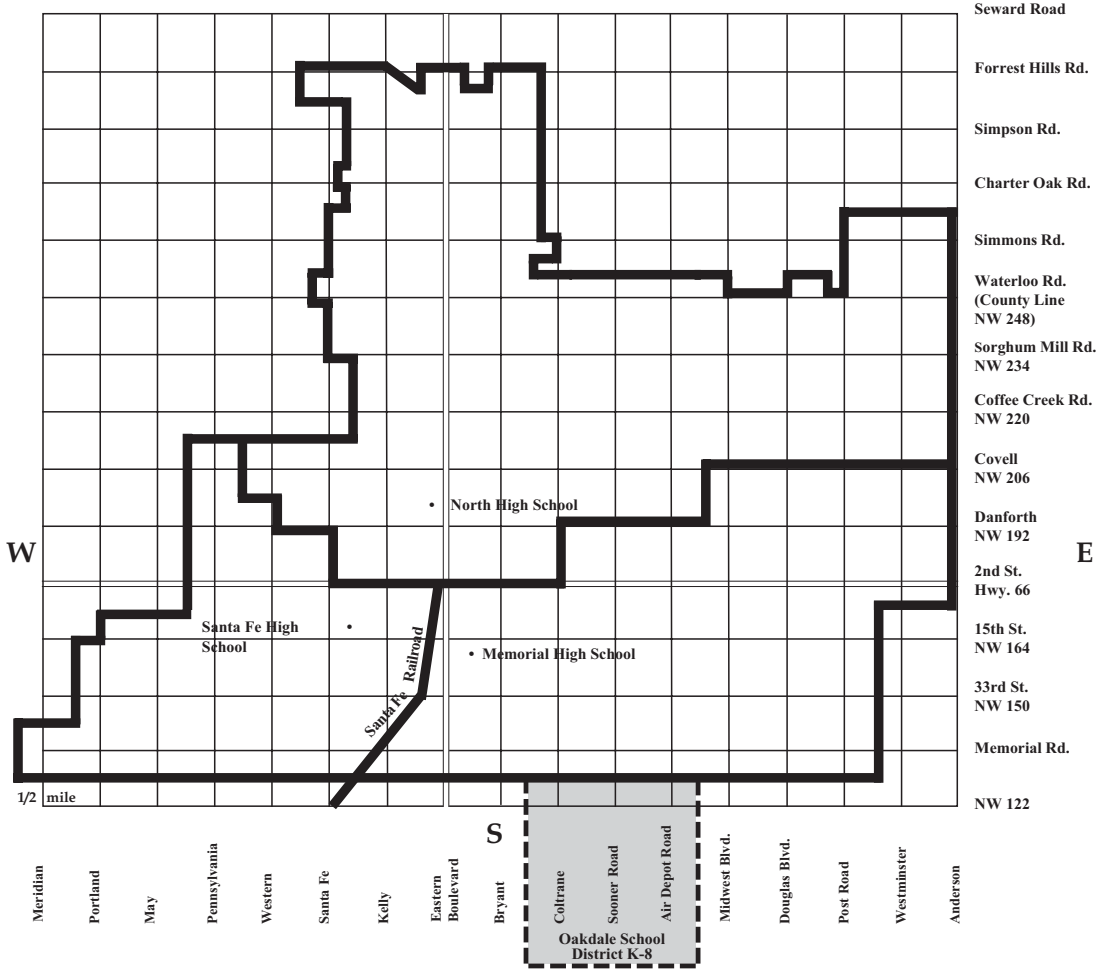 Seward Road
Forrest Hills Rd.
Simpson Rd.
Charter Oak Rd.
Simmons Rd.
Waterloo Rd.
(County Line
NW 248)
Sorghum Mill Rd.
NW 234
Coffee Creek Rd.
NW 220
Covell
NW 206
North High School
Danforth
NW 192
W
E
2nd St.
Hwy. 66
Santa Fe High
School
15th St.
NW 164
Memorial High School
Santa Fe Railroad
33rd St.
NW 150
Memorial Rd.
1/2 mile
NW 122
S
Meridian
Portland
May
Pennsylvania
Western
Santa Fe
Kelly
Eastern
Boulevard
Bryant
Coltrane
Sooner Road
Air Depot Road
Midwest Blvd.
Douglas Blvd.
Post Road
Westminster
Anderson
Oakdale School
District K-8